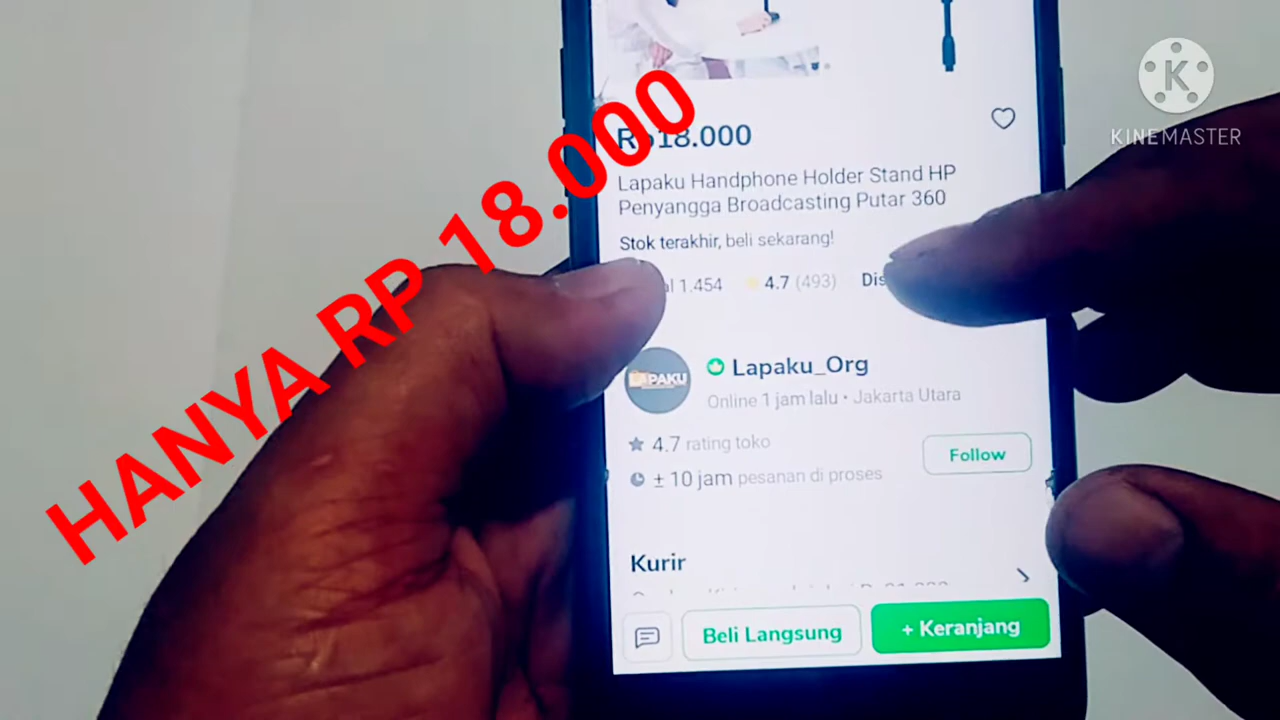 HANYA RP 18.000
K
KINEMASTER
Rp18.000
Lapaku Handphone Holder Stand HP
Penyangga Broadcasting Putar 360
Stok terakhir, beli sekarang!
1.454 4.7 (493)
LAPAKU
Lapaku_Org
Online 1 jam lalu • Jakarta Utara
4.7 rating toko
Follow
± 10 jam pesanan di proses
Kurir
Beli Langsung
+ Keranjang